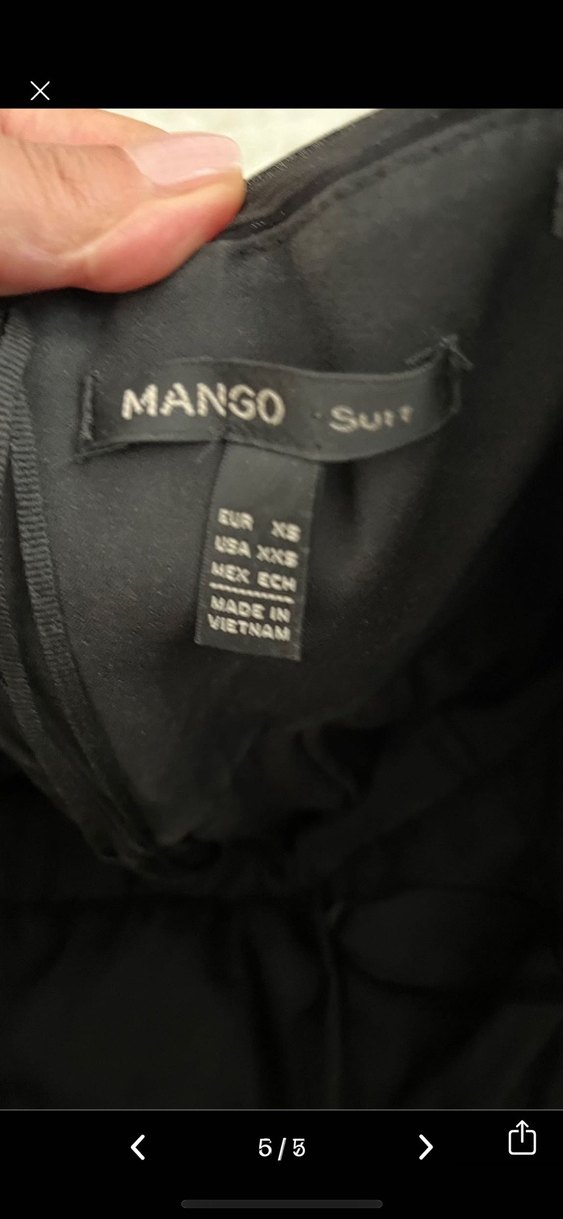 MANGO Suit
EUR XS
USA XXS
MEX ECH
MADE IN
VIETNAM
5/5